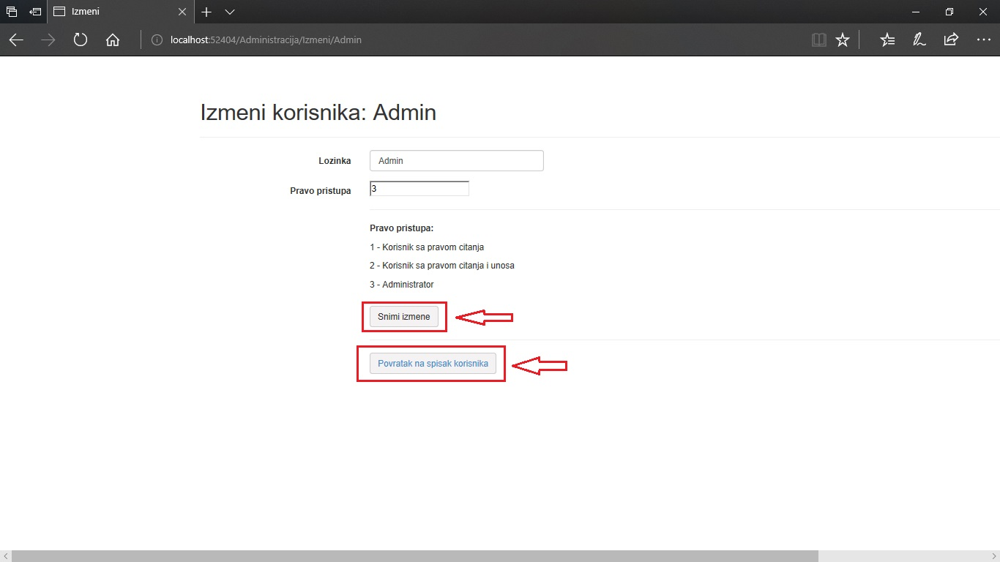 Izmeni
localhost:52404/Administracija/Izmeni/Admin
Izmeni korisnika: Admin
Lozinka Admin
Pravo pristupa 3
Pravo pristupa:
1 - Korisnik sa pravom citanja
2 - Korisnik sa pravom citanja i unosa
3 - Administrator
Snimi izmene
Povratak na spisak korisnika